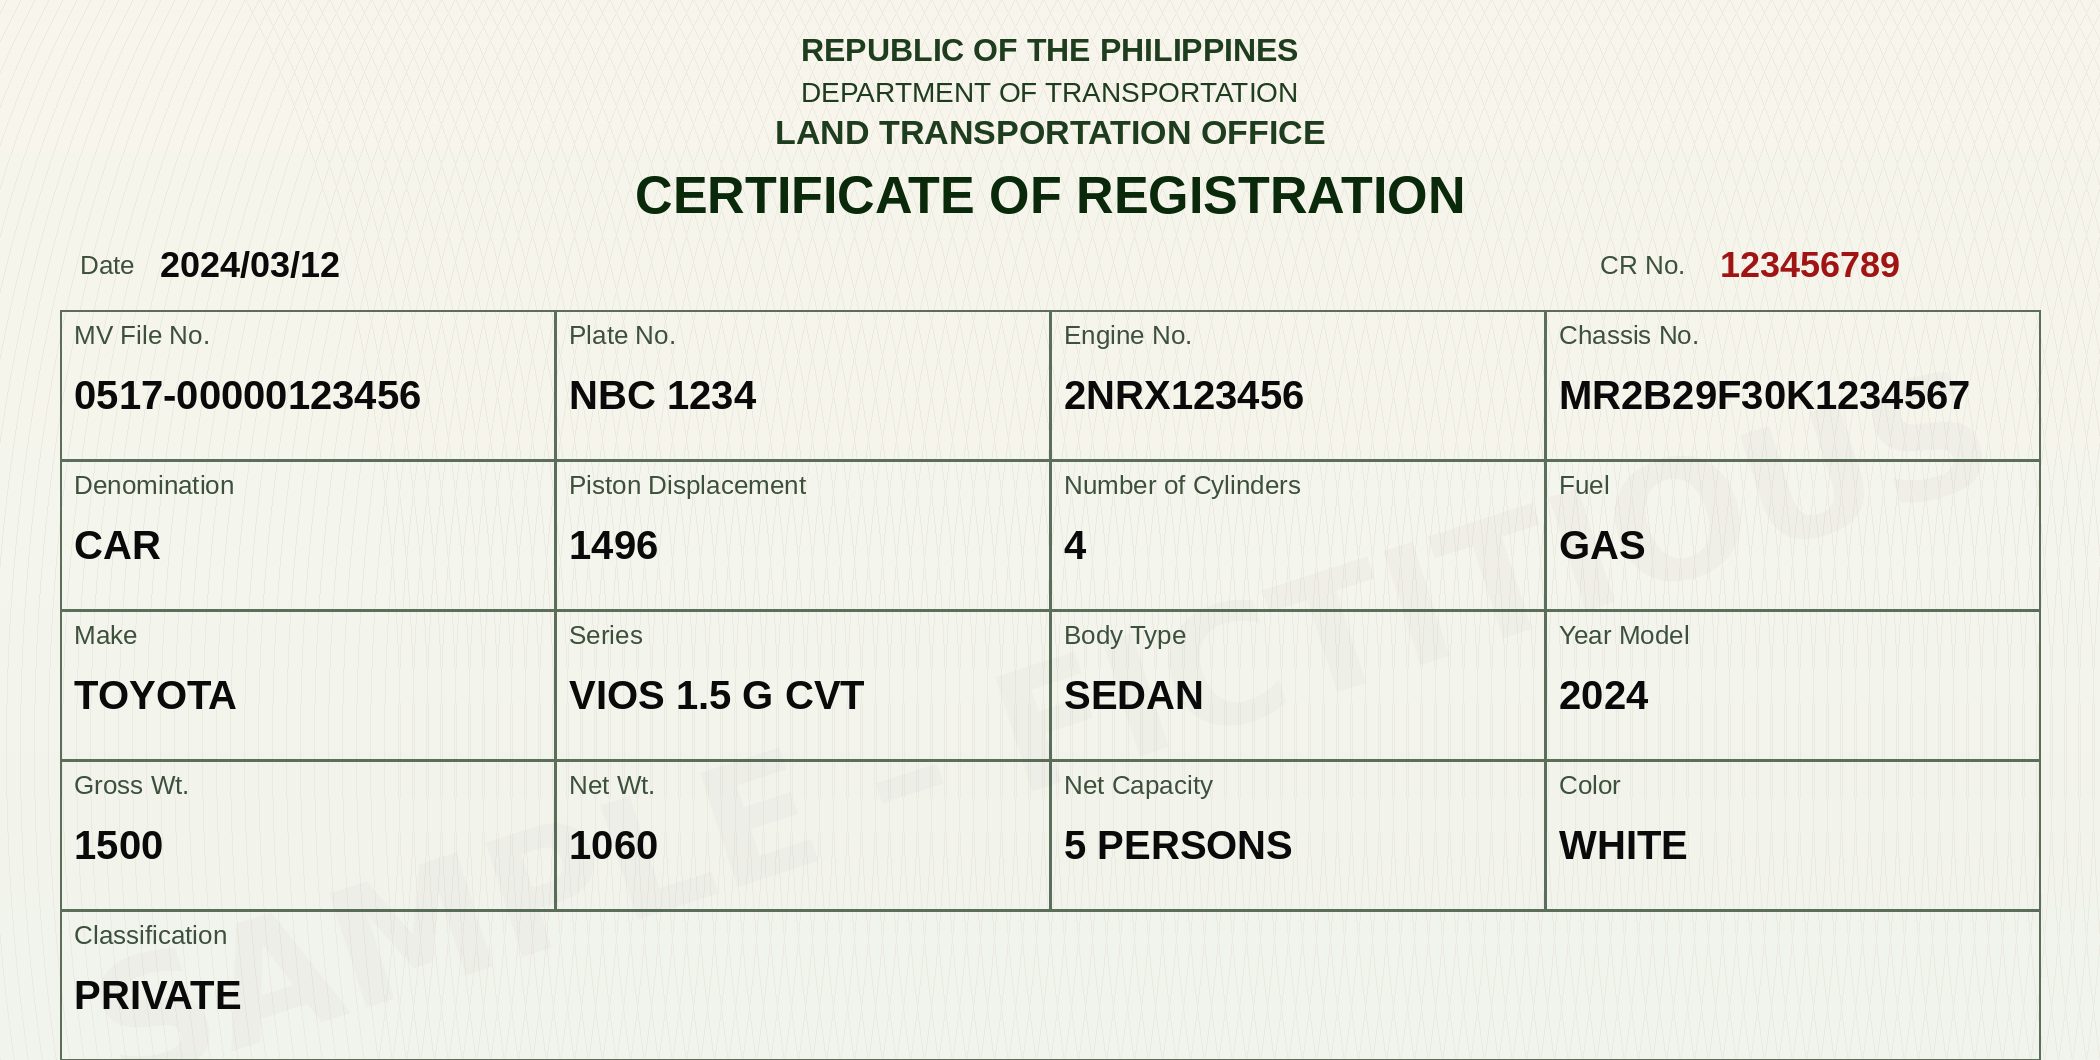 REPUBLIC OF THE PHILIPPINES
DEPARTMENT OF TRANSPORTATION
LAND TRANSPORTATION OFFICE
CERTIFICATE OF REGISTRATION
Date 2024/03/12 CR No. 123456789
MV File No. Plate No. Engine No. Chassis No.
0517-00000123456 NBC 1234 2NRX123456 MR2B29F30K1234567
Denomination Piston Displacement Number of Cylinders Fuel
CAR 1496 4 GAS
Make Series Body Type Year Model
TOYOTA VIOS 1.5 G CVT SEDAN 2024
Gross Wt. Net Wt. Net Capacity Color
1500 1060 5 PERSONS WHITE
Classification
PRIVATE
SAMPLE - FICTITIOUS